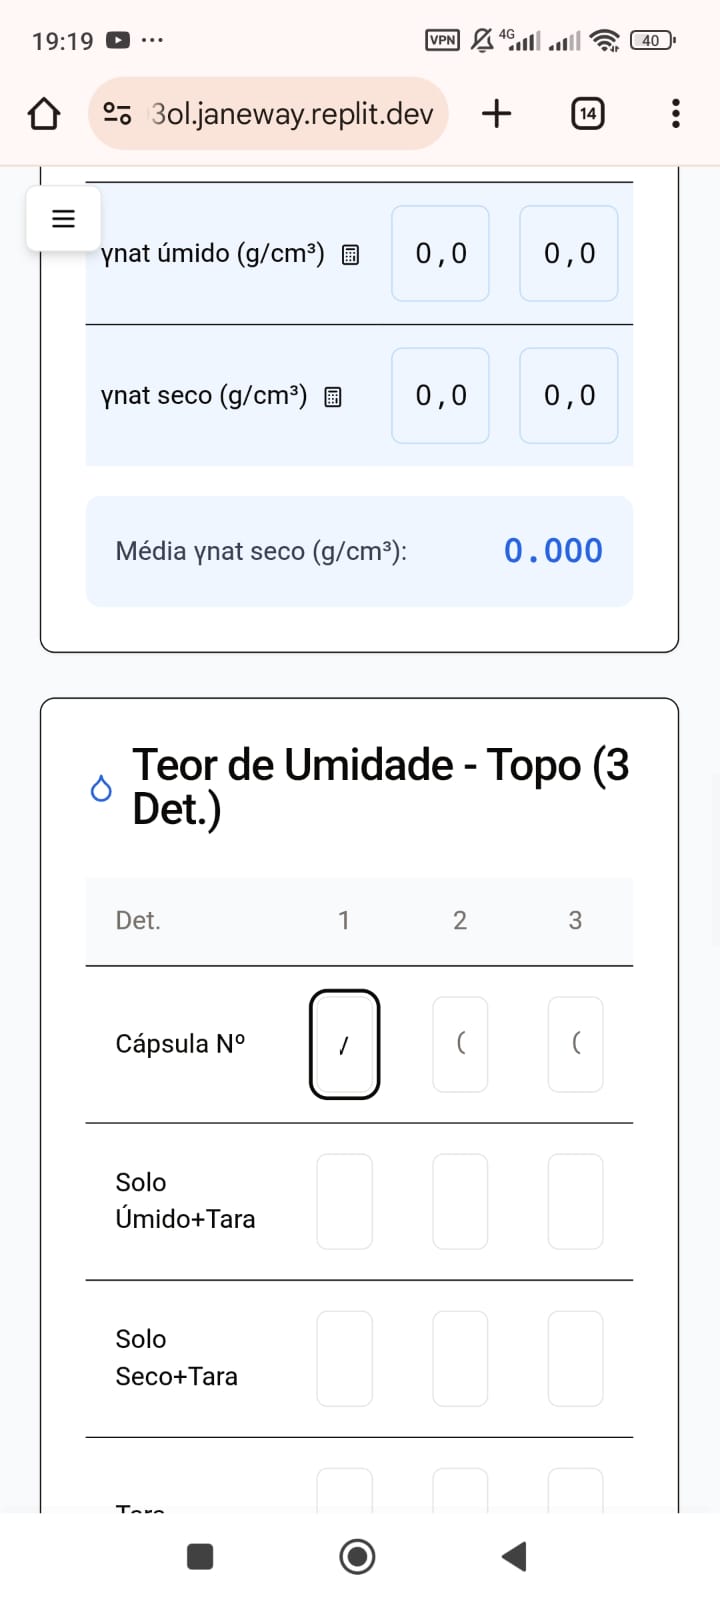 19:19
VPN 4G 40
3ol.janeway.replit.dev
14
γnat úmido (g/cm³) 0,0 0,0
γnat seco (g/cm³) 0,0 0,0
Média γnat seco (g/cm³): 0.000
Teor de Umidade - Topo (3
Det.)
Det. 1 2 3
Cápsula Nº / ( (
Solo
Úmido+Tara
Solo
Seco+Tara